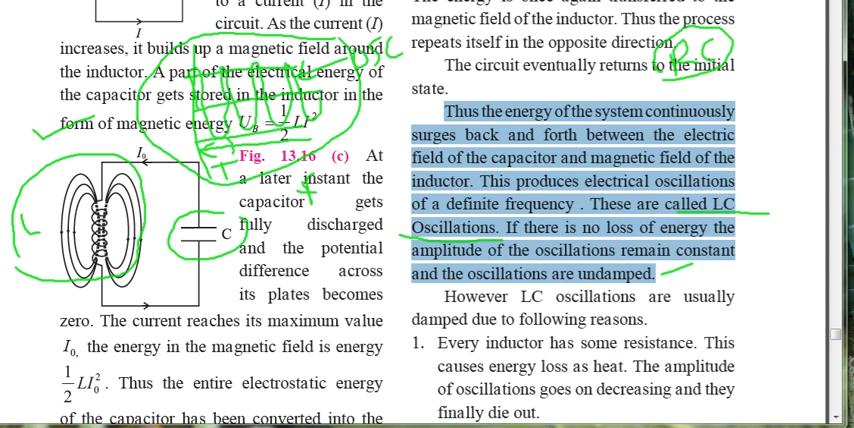 to a current (I) in the
circuit. As the current (I)
increases, it builds up a magnetic field around
the inductor. A part of the electrical energy of
the capacitor gets stored in the inductor in the
form of magnetic energy U_B = 1/2 LI²
OSC
T
I₀
L
C
Fig. 13.16 (c) At
a later instant the
capacitor gets
fully discharged
and the potential
difference across
its plates becomes
zero. The current reaches its maximum value
I₀, the energy in the magnetic field is energy
1/2 LI₀². Thus the entire electrostatic energy
of the capacitor has been converted into the
magnetic field of the inductor. Thus the process
repeats itself in the opposite direction.
The circuit eventually returns to the initial
state.
Thus the energy of the system continuously
surges back and forth between the electric
field of the capacitor and magnetic field of the
inductor. This produces electrical oscillations
of a definite frequency . These are called LC
Oscillations. If there is no loss of energy the
amplitude of the oscillations remain constant
and the oscillations are undamped.
However LC oscillations are usually
damped due to following reasons.
1. Every inductor has some resistance. This
causes energy loss as heat. The amplitude
of oscillations goes on decreasing and they
finally die out.